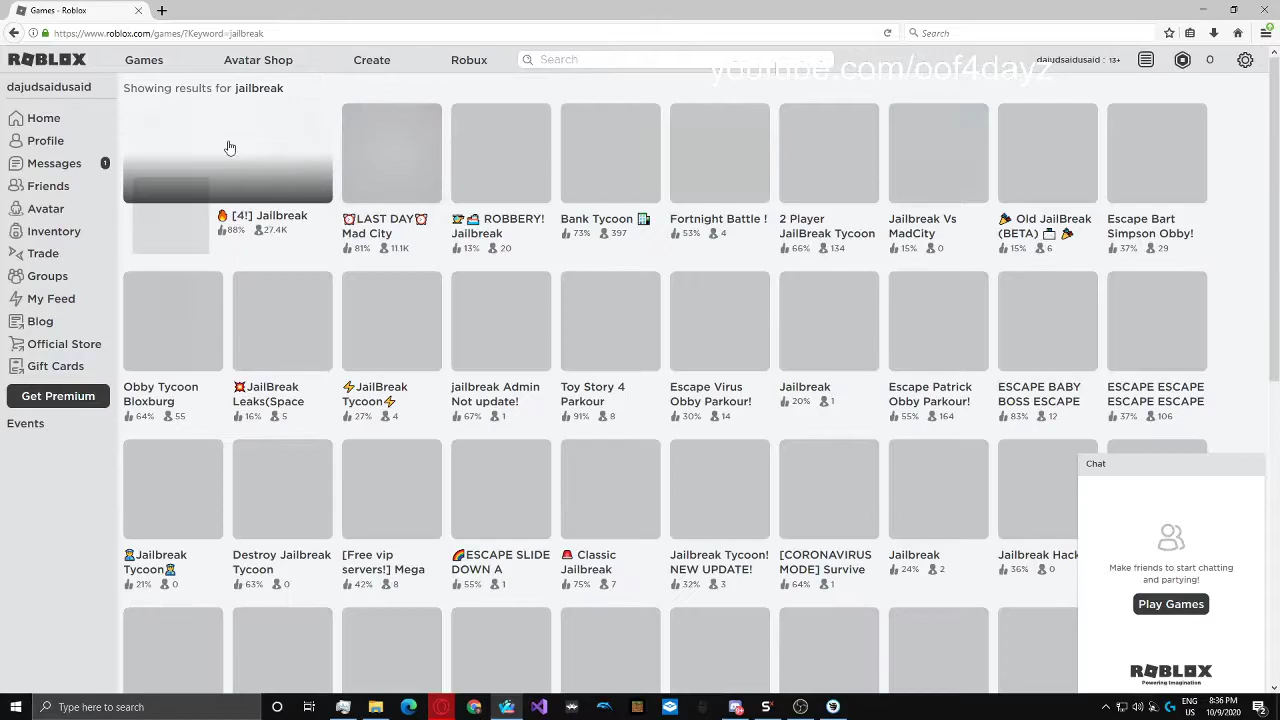 Games - Roblox
https://www.roblox.com/games/?Keyword=jailbreak
Search
ROBLOX
Games
Avatar Shop
Create
Robux
Search
youtube.com/oof4dayz
dajudsaidusaid : 13+
0
dajudsaidusaid
Home
Profile
Messages
1
Friends
Avatar
Inventory
Trade
Groups
My Feed
Blog
Official Store
Gift Cards
Get Premium
Events
Showing results for jailbreak
🔥 [4!] Jailbreak
88% 27.4K
⏰LAST DAY⏰
Mad City
81% 11.1K
ROBBERY!
Jailbreak
13% 20
Bank Tycoon 🏦
73% 397
Fortnight Battle !
53% 4
2 Player
JailBreak Tycoon
66% 134
Jailbreak Vs
MadCity
15% 0
🎉 Old JailBreak
(BETA) 🎉
15% 6
Escape Bart
Simpson Obby!
37% 29
Obby Tycoon
Bloxburg
64% 55
💥JailBreak
Leaks(Space
16% 5
⚡JailBreak
Tycoon⚡
27% 4
jailbreak Admin
Not update!
67% 1
Toy Story 4
Parkour
91% 8
Escape Virus
Obby Parkour!
30% 14
Jailbreak
20% 1
Escape Patrick
Obby Parkour!
55% 164
ESCAPE BABY
BOSS ESCAPE
83% 12
ESCAPE ESCAPE
ESCAPE ESCAPE
37% 106
Jailbreak
Tycoon
21% 0
Destroy Jailbreak
Tycoon
63% 0
[Free vip
servers!] Mega
42% 8
🌈ESCAPE SLIDE
DOWN A
55% 1
🚨 Classic
Jailbreak
75% 7
Jailbreak Tycoon!
NEW UPDATE!
32% 3
[CORONAVIRUS
MODE] Survive
64% 1
Jailbreak
24% 2
Jailbreak Hack
36% 0
Chat
Make friends to start chatting
and partying!
Play Games
ROBLOX
Powering Imagination
Type here to search
ENG
US
8:36 PM
10/9/2020